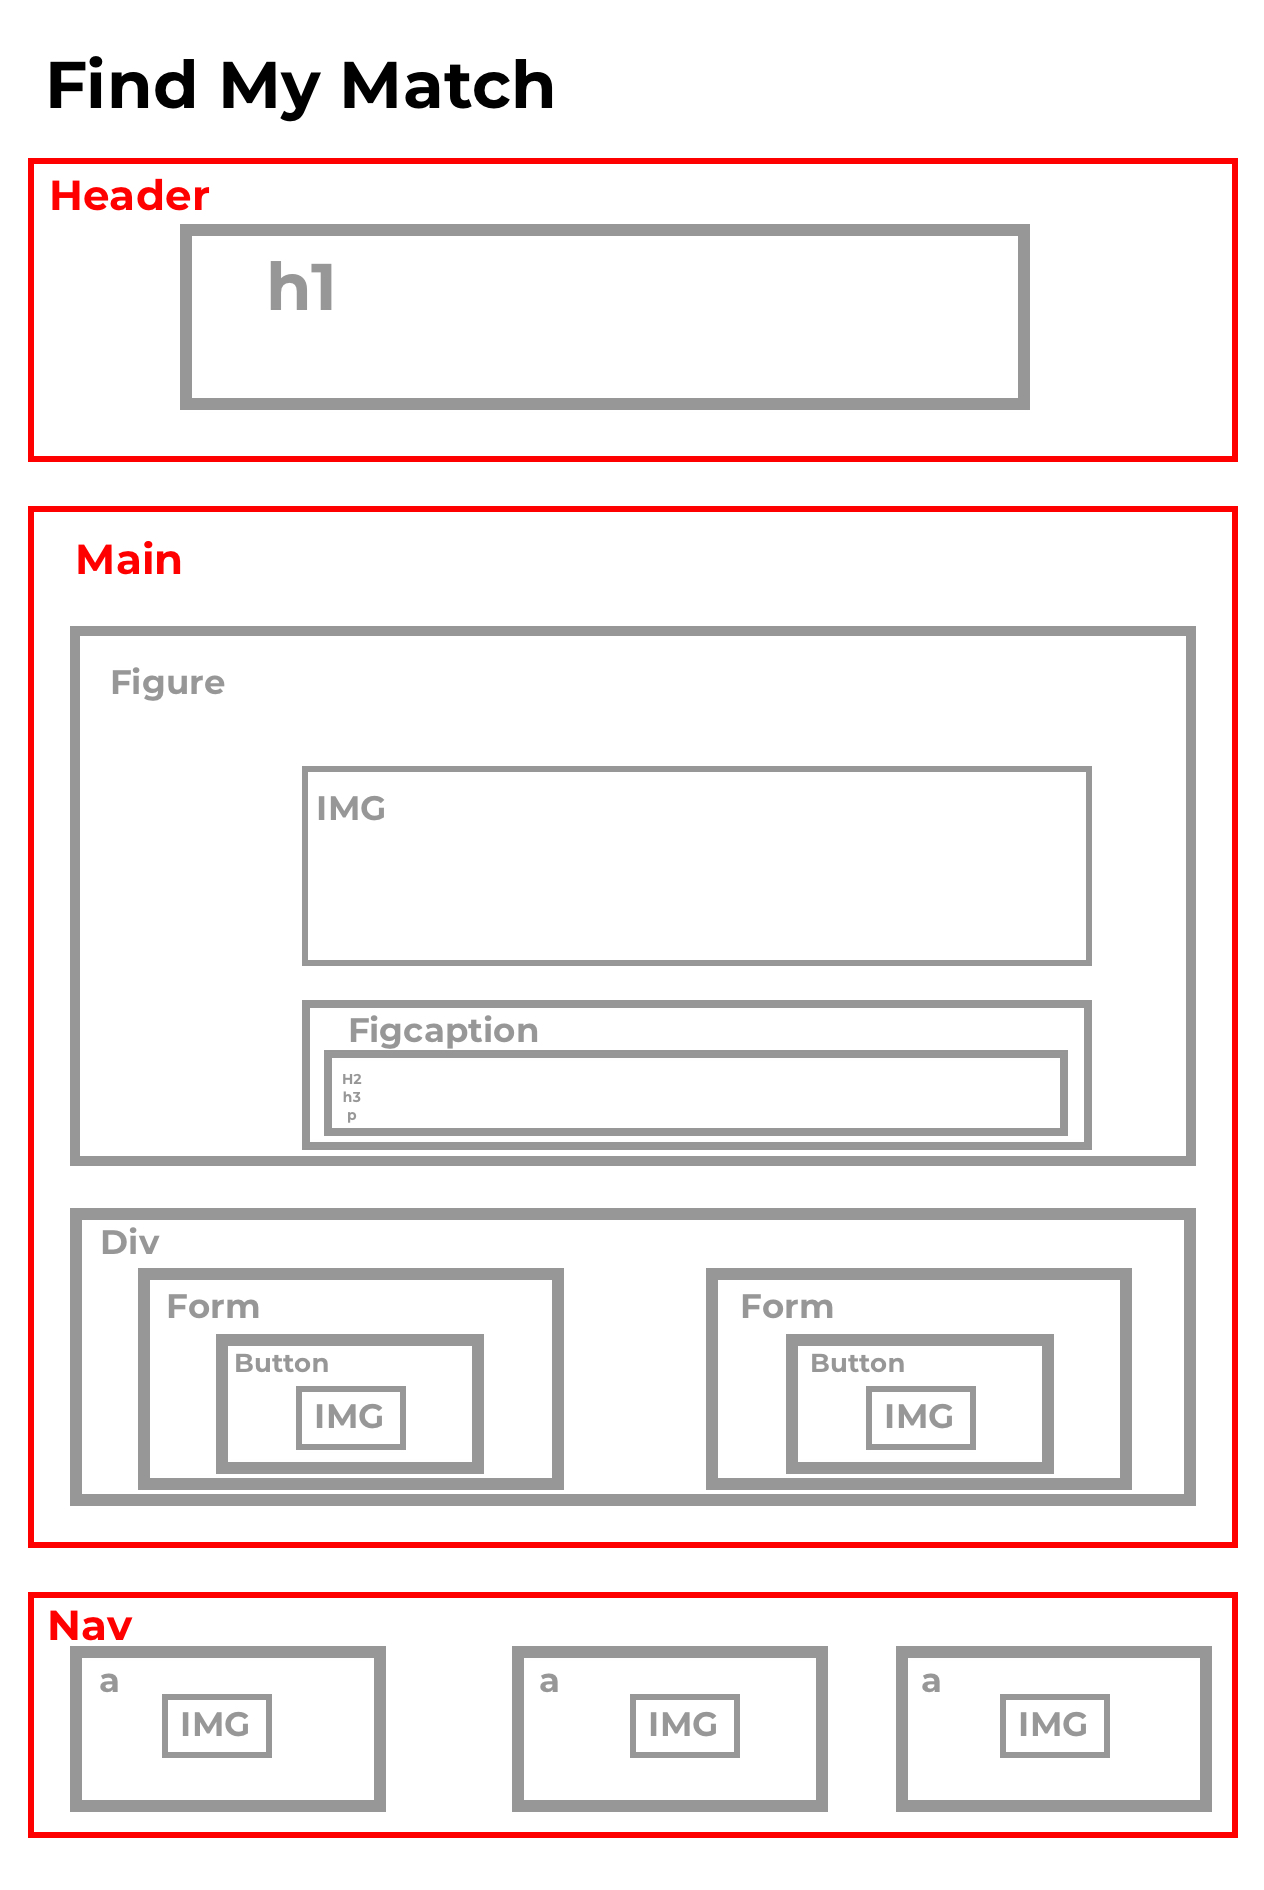 Find My Match
Header
h1
Main
Figure
IMG
Figcaption
H2
h3
p
Div
Form
Button
IMG
Form
Button
IMG
Nav
a
IMG
a
IMG
a
IMG